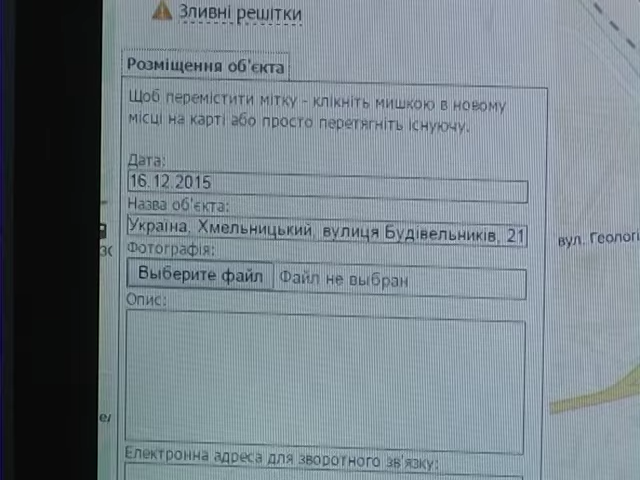 Зливні решітки
Розміщення об'єкта
Щоб перемістити мітку - клікніть мишкою в новому
місці на карті або просто перетягніть існуючу.
Дата:
16.12.2015
Назва об'єкта:
Україна, Хмельницький, вулиця Будівельників, 21
вул. Геологі
Фотографія:
Выберите файл Файл не выбран
Опис:
Електронна адреса для зворотного зв'язку: